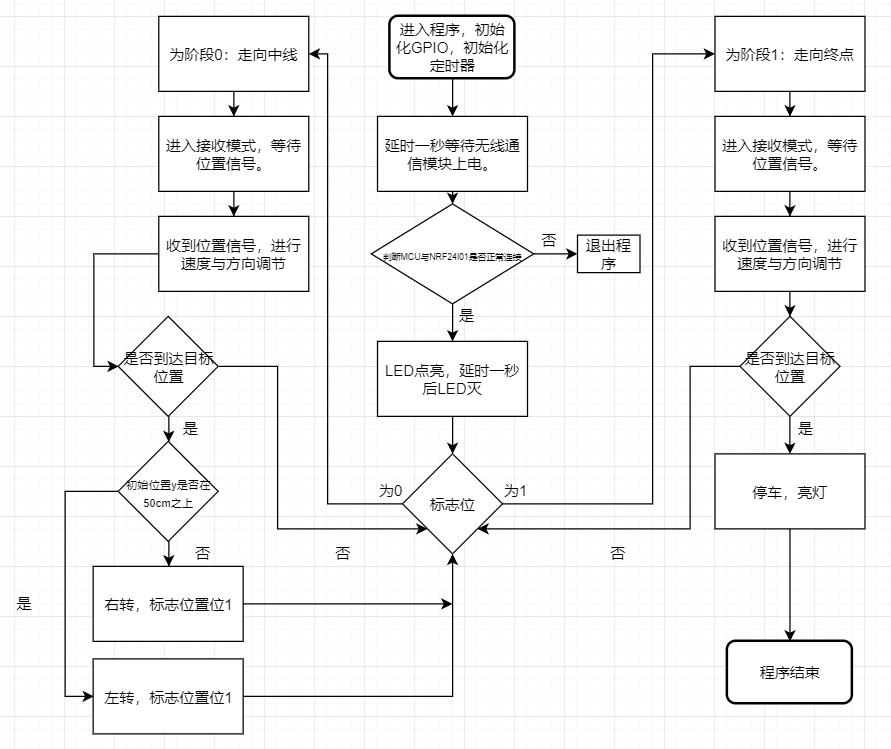 进入程序，初始
化GPIO，初始化
定时器
延时一秒等待无线通
信模块上电。
判断MCU与NRF24l01是否正常连接
否
退出程
序
是
LED点亮，延时一秒
后LED灭
标志位
为0
为1
为阶段0：走向中线
进入接收模式，等待
位置信号。
收到位置信号，进行
速度与方向调节
是否到达目标
位置
是
否
初始位置y是否在
50cm之上
否
是
右转，标志位置位1
左转，标志位置位1
为阶段1：走向终点
进入接收模式，等待
位置信号。
收到位置信号，进行
速度与方向调节
是否到达目标
位置
否
是
停车，亮灯
程序结束